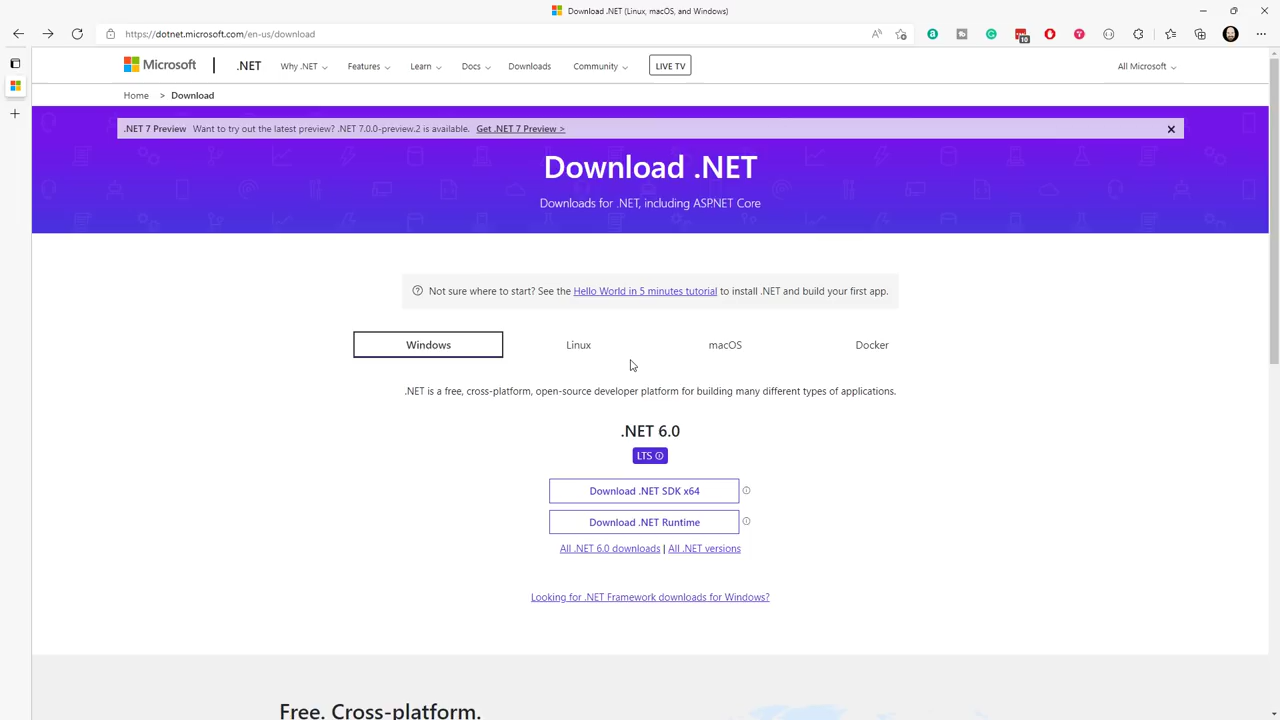 Download .NET (Linux, macOS, and Windows)
https://dotnet.microsoft.com/en-us/download
10
Microsoft .NET Why .NET Features Learn Docs Downloads Community LIVE TV All Microsoft
Home > Download
.NET 7 Preview Want to try out the latest preview? .NET 7.0.0-preview.2 is available. Get .NET 7 Preview >
Download .NET
Downloads for .NET, including ASP.NET Core
Not sure where to start? See the Hello World in 5 minutes tutorial to install .NET and build your first app.
Windows Linux macOS Docker
.NET is a free, cross-platform, open-source developer platform for building many different types of applications.
.NET 6.0
LTS
Download .NET SDK x64
Download .NET Runtime
All .NET 6.0 downloads | All .NET versions
Looking for .NET Framework downloads for Windows?
Free. Cross-platform.